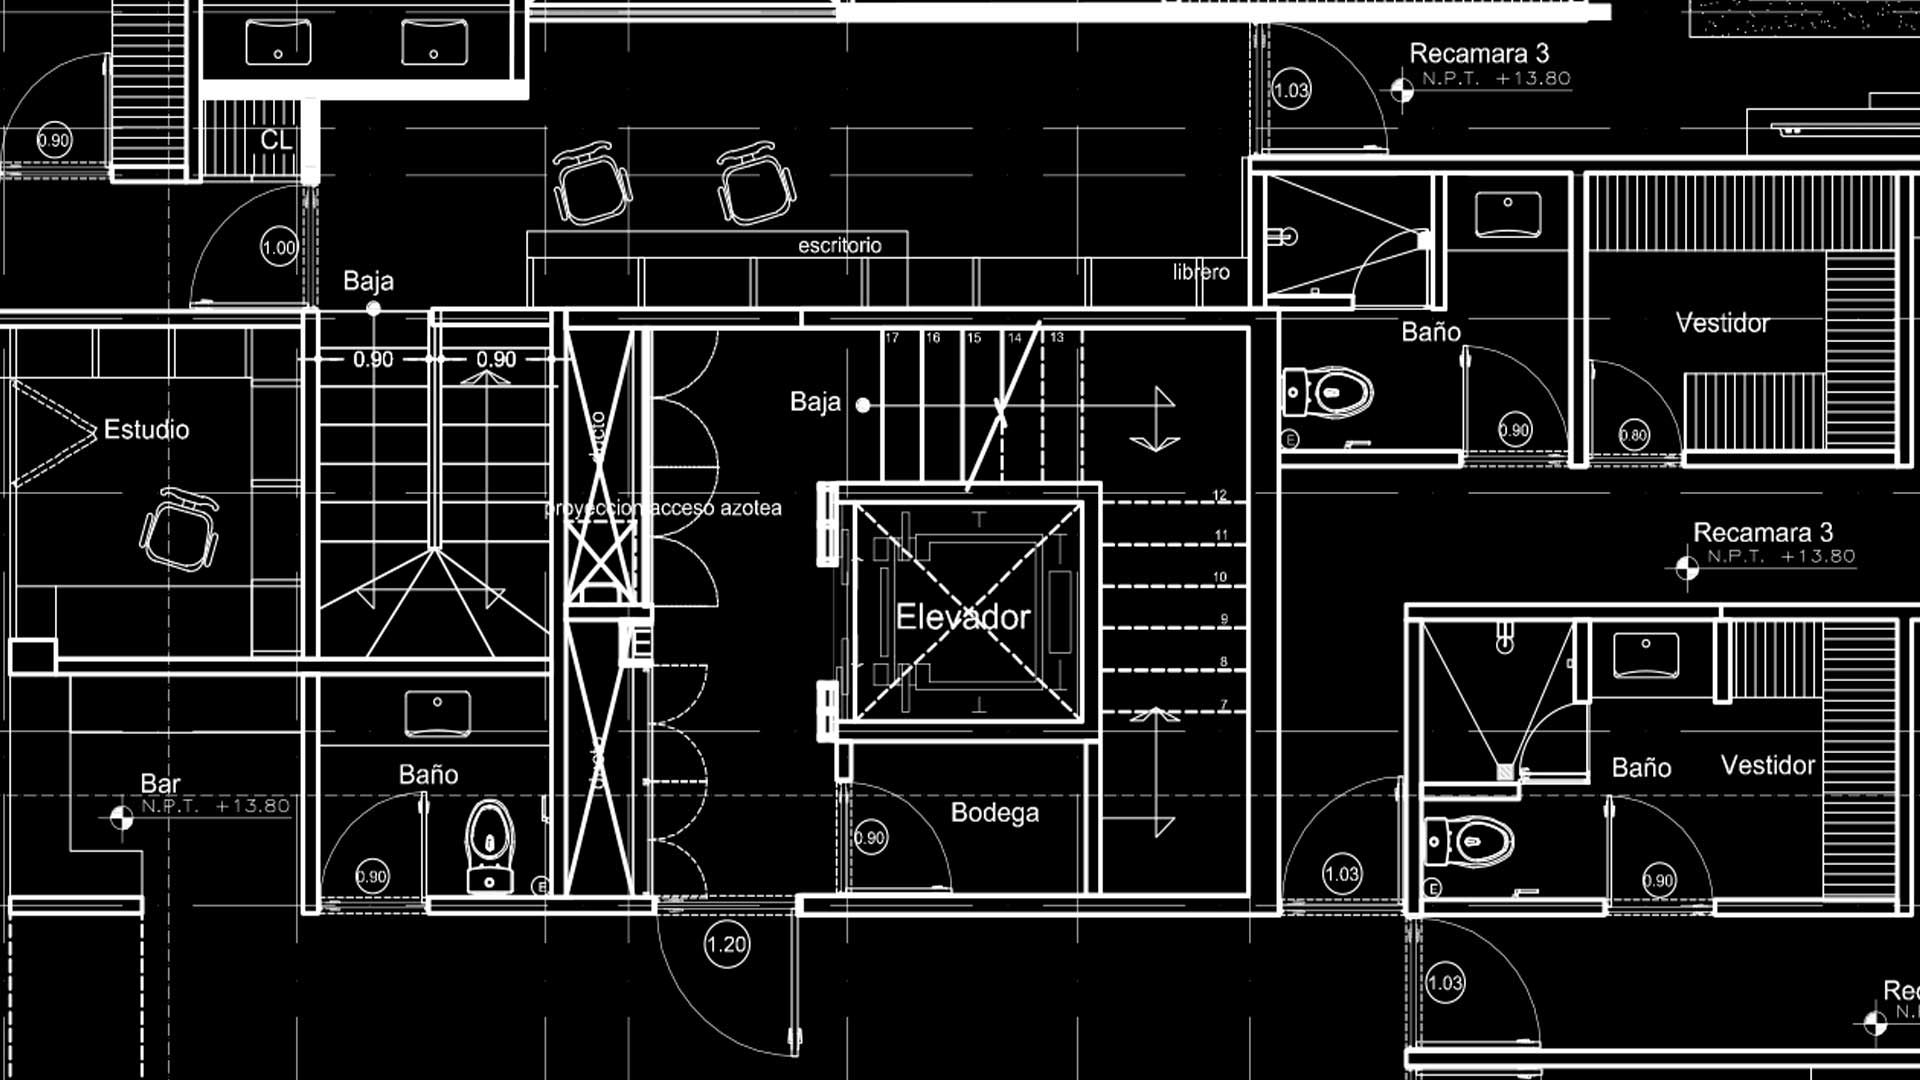 Recamara 3
N.P.T. +13.80
1.03
0.90
CL
1.00
escritorio
librero
Baja
0.90
0.90
17
16
15
14
13
Baño
Vestidor
Baja
Estudio
0.90
0.80
E
ducto
proyeccion acceso azotea
12
11
10
9
8
7
Recamara 3
N.P.T. +13.80
Elevador
Bar
N.P.T. +13.80
Baño
Bodega
Baño
Vestidor
0.90
0.90
1.03
0.90
E
E
ducto
1.20
1.03